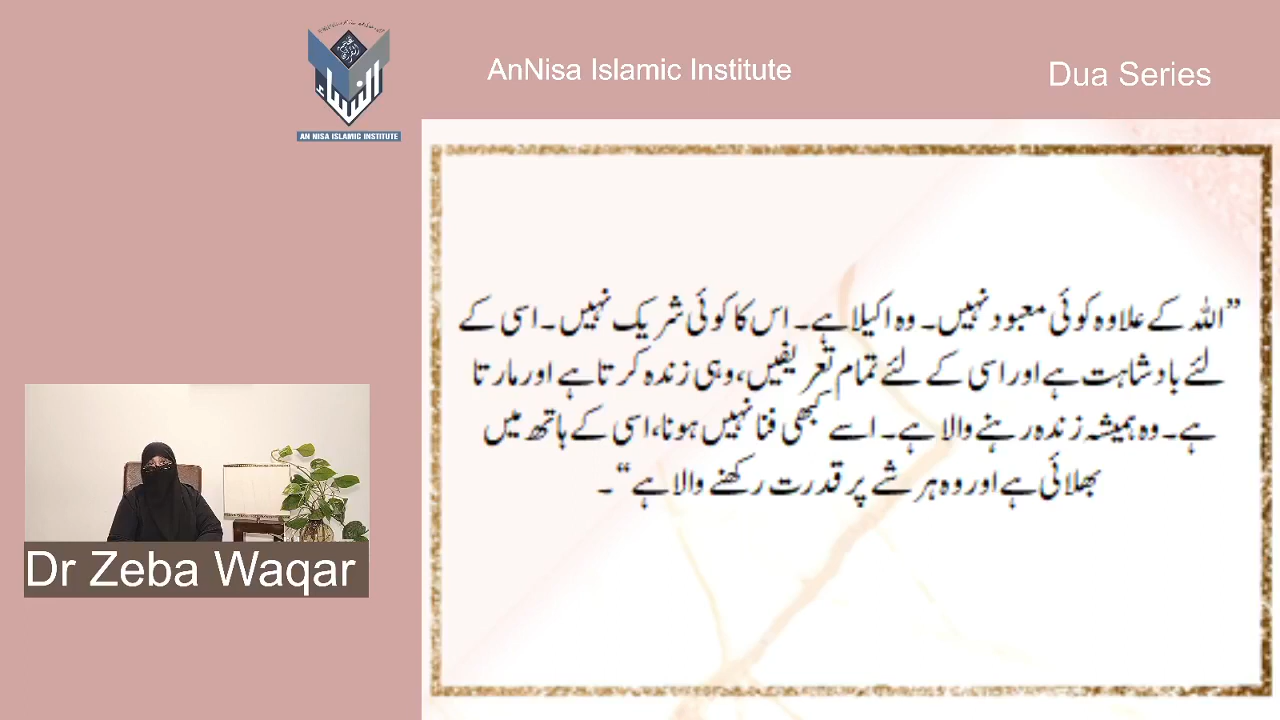 AnNisa Islamic Institute
Dua Series
النساء
AN NISA ISLAMIC INSTITUTE
”اللہ کے علاوہ کوئی معبود نہیں۔ وہ اکیلا ہے۔ اس کا کوئی شریک نہیں۔ اسی کے
لئے بادشاہت ہے اور اسی کے لئے تمام تعریفیں، وہی زندہ کرتا ہے اور مارتا
ہے۔ وہ ہمیشہ زندہ رہنے والا ہے۔ اسے کبھی فنا نہیں ہونا، اسی کے ہاتھ میں
بھلائی ہے اور وہ ہر شے پر قدرت رکھنے والا ہے“۔
Dr Zeba Waqar